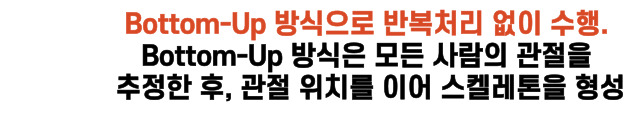 Bottom-Up 방식으로 반복처리 없이 수행.
Bottom-Up 방식은 모든 사람의 관절을
추정한 후, 관절 위치를 이어 스켈레톤을 형성